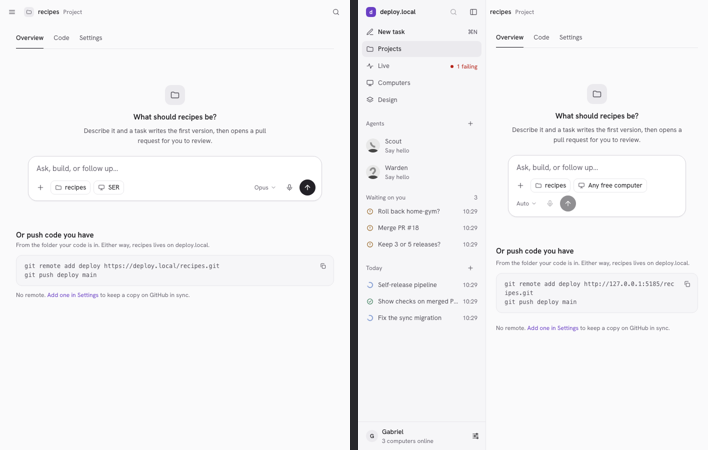 recipes Project
Overview Code Settings
What should recipes be?
Describe it and a task writes the first version, then opens a pull
request for you to review.
Ask, build, or follow up...
recipes SER Opus
Or push code you have
From the folder your code is in. Either way, recipes lives on deploy.local.
git remote add deploy https://deploy.local/recipes.git
git push deploy main
No remote. Add one in Settings to keep a copy on GitHub in sync.
d deploy.local
New task ⌘N
Projects
Live 1 failing
Computers
Design
Agents
Scout
Say hello
Warden
Say hello
Waiting on you 3
Roll back home-gym? 10:29
Merge PR #18 10:29
Keep 3 or 5 releases? 10:29
Today
Self-release pipeline 10:29
Show checks on merged P... 10:29
Fix the sync migration 10:29
G Gabriel
3 computers online
recipes Project
Overview Code Settings
What should recipes be?
Describe it and a task writes the first version, then opens a
pull request for you to review.
Ask, build, or follow up...
recipes Any free computer
Auto
Or push code you have
From the folder your code is in. Either way, recipes lives on deploy.local.
git remote add deploy http://127.0.0.1:5185/rec
ipes.git
git push deploy main
No remote. Add one in Settings to keep a copy on GitHub in sync.